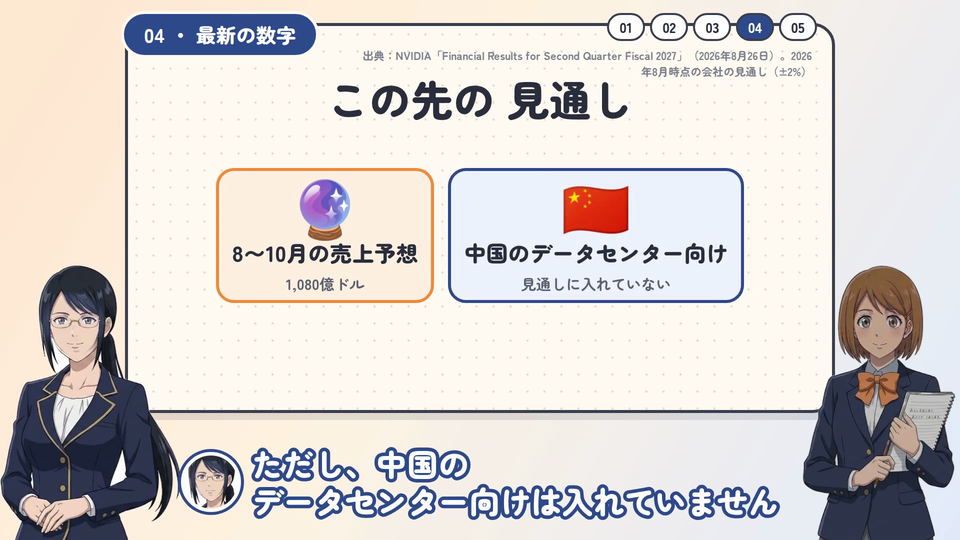 04 ・ 最新の数字
01 02 03 04 05
出典：NVIDIA「Financial Results for Second Quarter Fiscal 2027」（2026年8月26日）。2026
年8月時点の会社の見通し（±2%）
この先の 見通し
8〜10月の売上予想
1,080億ドル
中国のデータセンター向け
見通しに入れていない
ただし、中国の
データセンター向けは入れていません